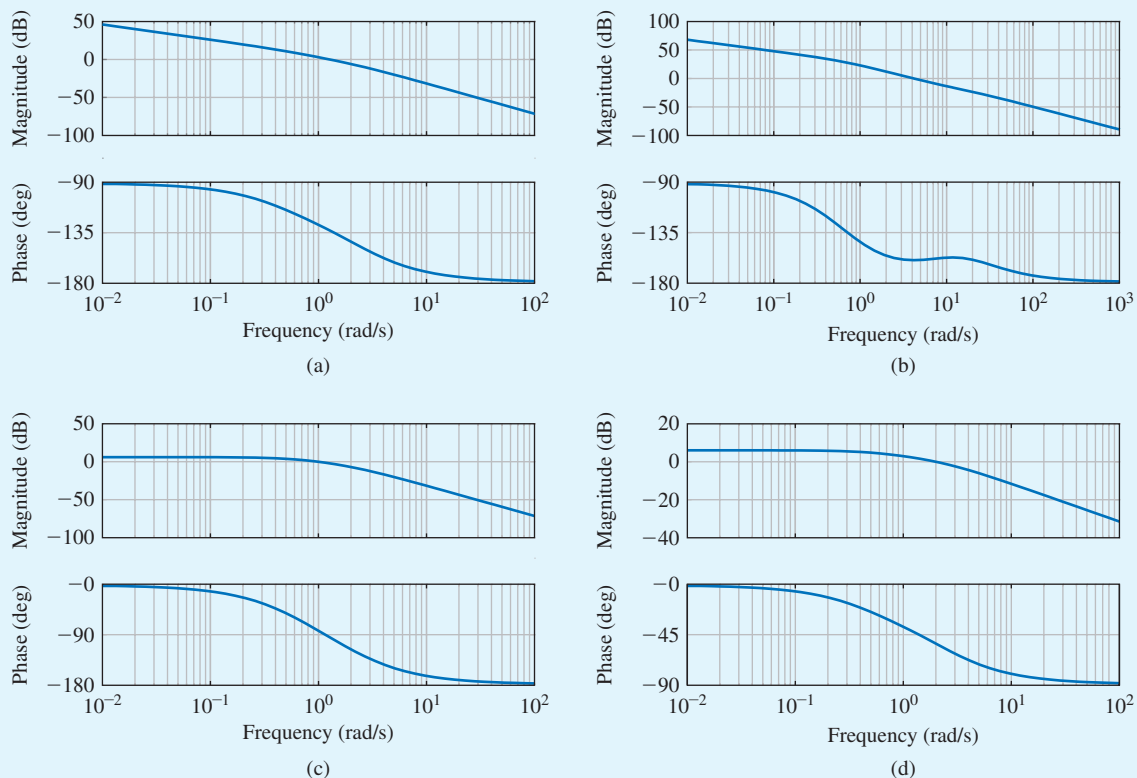 Magnitude (dB)
50
0
−50
−100
Phase (deg)
−90
−135
−180
10⁻² 10⁻¹ 10⁰ 10¹ 10²
Frequency (rad/s)
(a)
Magnitude (dB)
100
50
0
−50
−100
Phase (deg)
−90
−135
−180
10⁻² 10⁻¹ 10⁰ 10¹ 10² 10³
Frequency (rad/s)
(b)
Magnitude (dB)
50
0
−50
−100
Phase (deg)
−0
−90
−180
10⁻² 10⁻¹ 10⁰ 10¹ 10²
Frequency (rad/s)
(c)
Magnitude (dB)
20
0
−20
−40
Phase (deg)
−0
−45
−90
10⁻² 10⁻¹ 10⁰ 10¹ 10²
Frequency (rad/s)
(d)